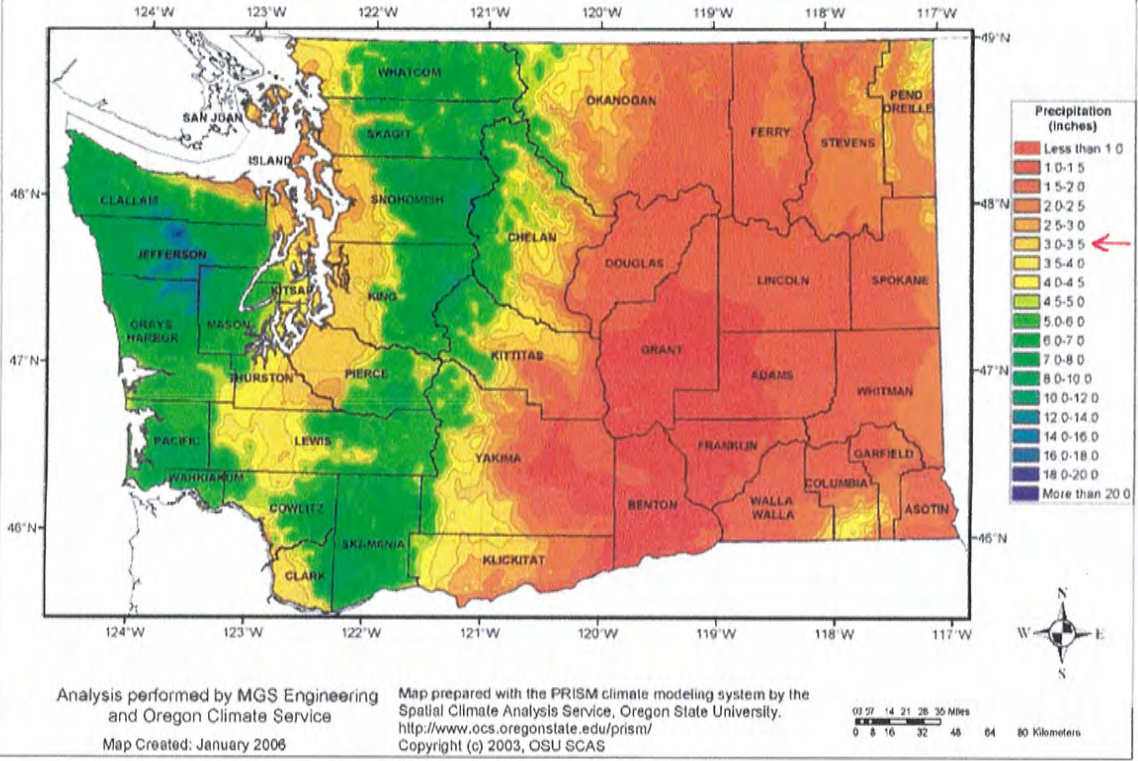 124°W 123°W 122°W 121°W 120°W 119°W 118°W 117°W
49°N
WHATCOM
OKANOGAN
PEND
OREILLE
SAN JUAN
SKAGIT
FERRY
STEVENS
ISLAND
48°N
CLALLAM
SNOHOMISH
48°N
CHELAN
JEFFERSON
DOUGLAS
LINCOLN
SPOKANE
KITSAP
KING
GRAYS
HARBOR
MASON
GRANT
47°N
KITTITAS
47°N
THURSTON
PIERCE
ADAMS
WHITMAN
PACIFIC
LEWIS
YAKIMA
FRANKLIN
GARFIELD
WAHKIAKUM
COLUMBIA
COWLITZ
BENTON
WALLA
WALLA
ASOTIN
46°N
SKAMANIA
46°N
CLARK
KLICKITAT
124°W 123°W 122°W 121°W 120°W 119°W 118°W 117°W
Precipitation
(inches)
Less than 1.0
1.0-1.5
1.5-2.0
2.0-2.5
2.5-3.0
3.0-3.5
3.5-4.0
4.0-4.5
4.5-5.0
5.0-6.0
6.0-7.0
7.0-8.0
8.0-10.0
10.0-12.0
12.0-14.0
14.0-16.0
16.0-18.0
18.0-20.0
More than 20.0
N
W E
S
Analysis performed by MGS Engineering
and Oregon Climate Service
Map Created: January 2006
Map prepared with the PRISM climate modeling system by the
Spatial Climate Analysis Service, Oregon State University.
http://www.ocs.oregonstate.edu/prism/
Copyright (c) 2003, OSU SCAS
14 21 28 35 Miles
0 8 16 32 48 64 80 Kilometers